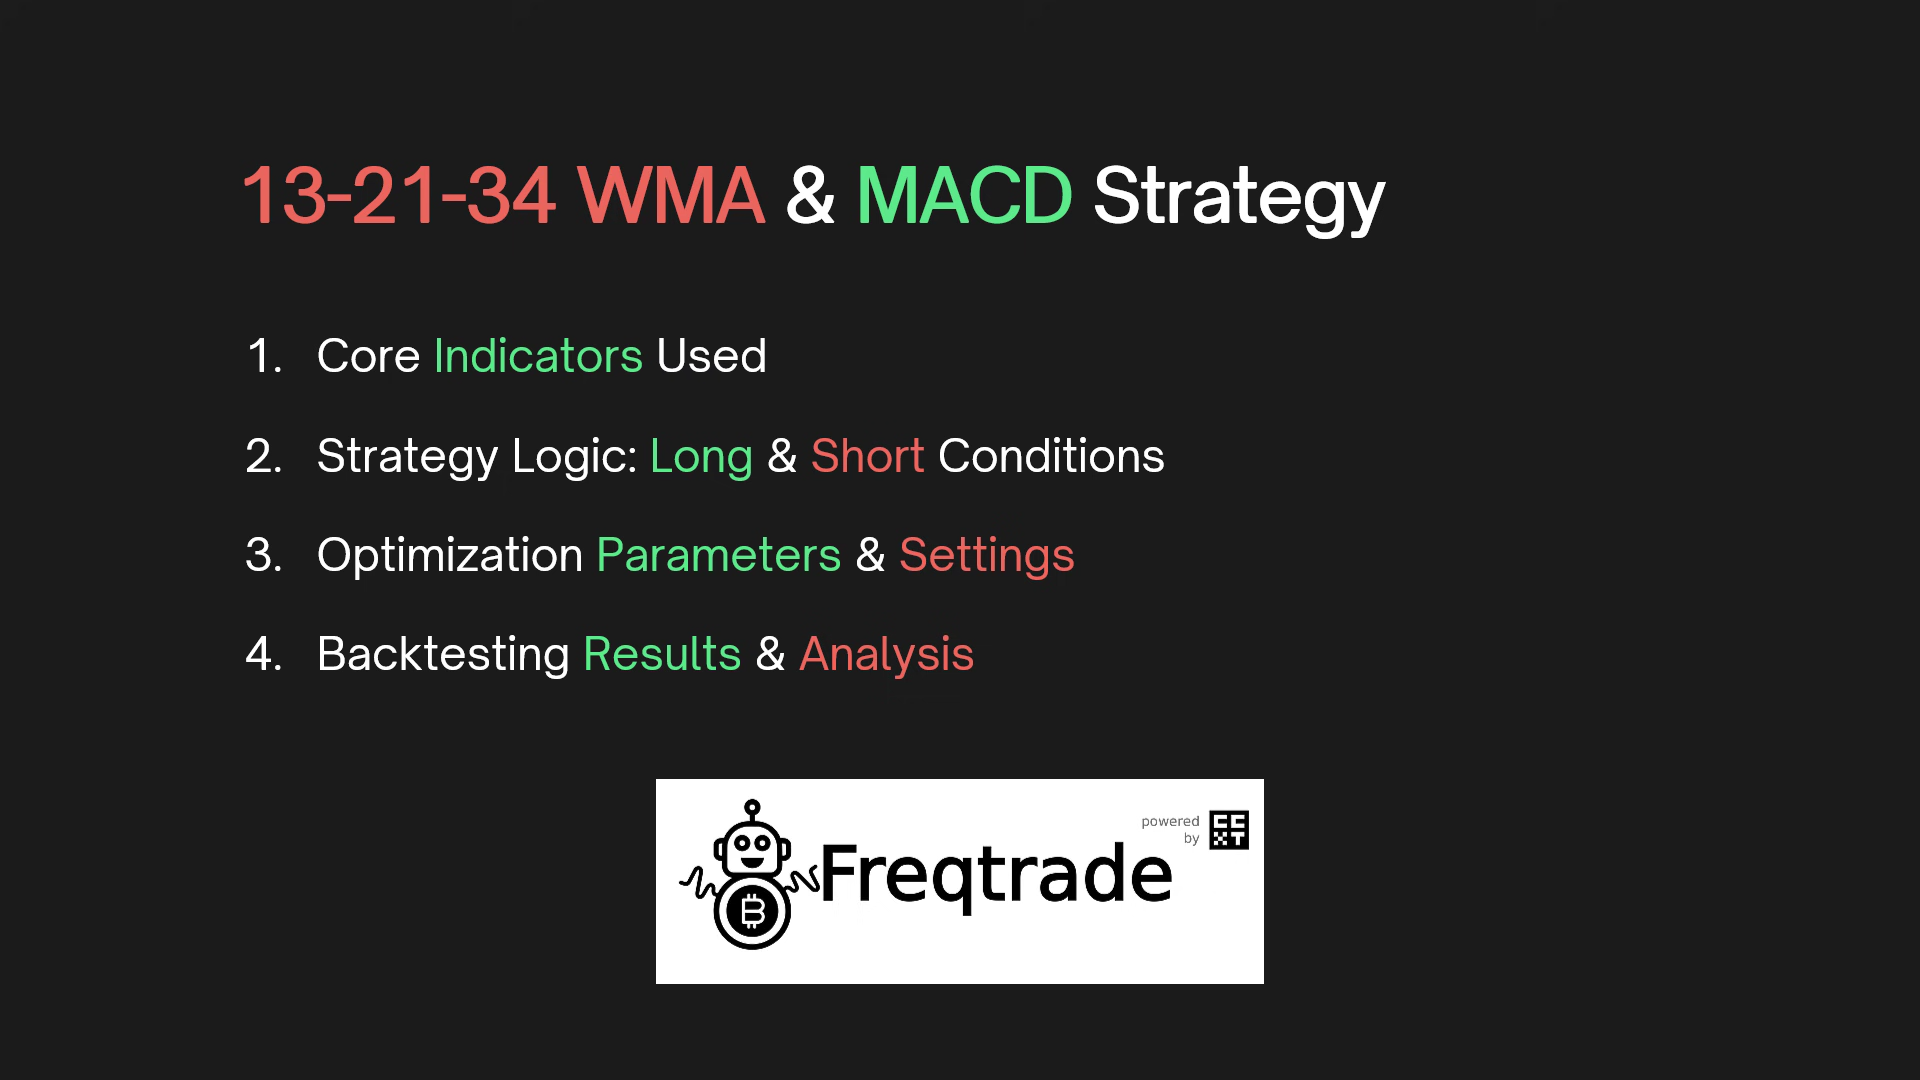 13-21-34 WMA & MACD Strategy
1. Core Indicators Used
2. Strategy Logic: Long & Short Conditions
3. Optimization Parameters & Settings
4. Backtesting Results & Analysis
powered
by
CCXT
Freqtrade